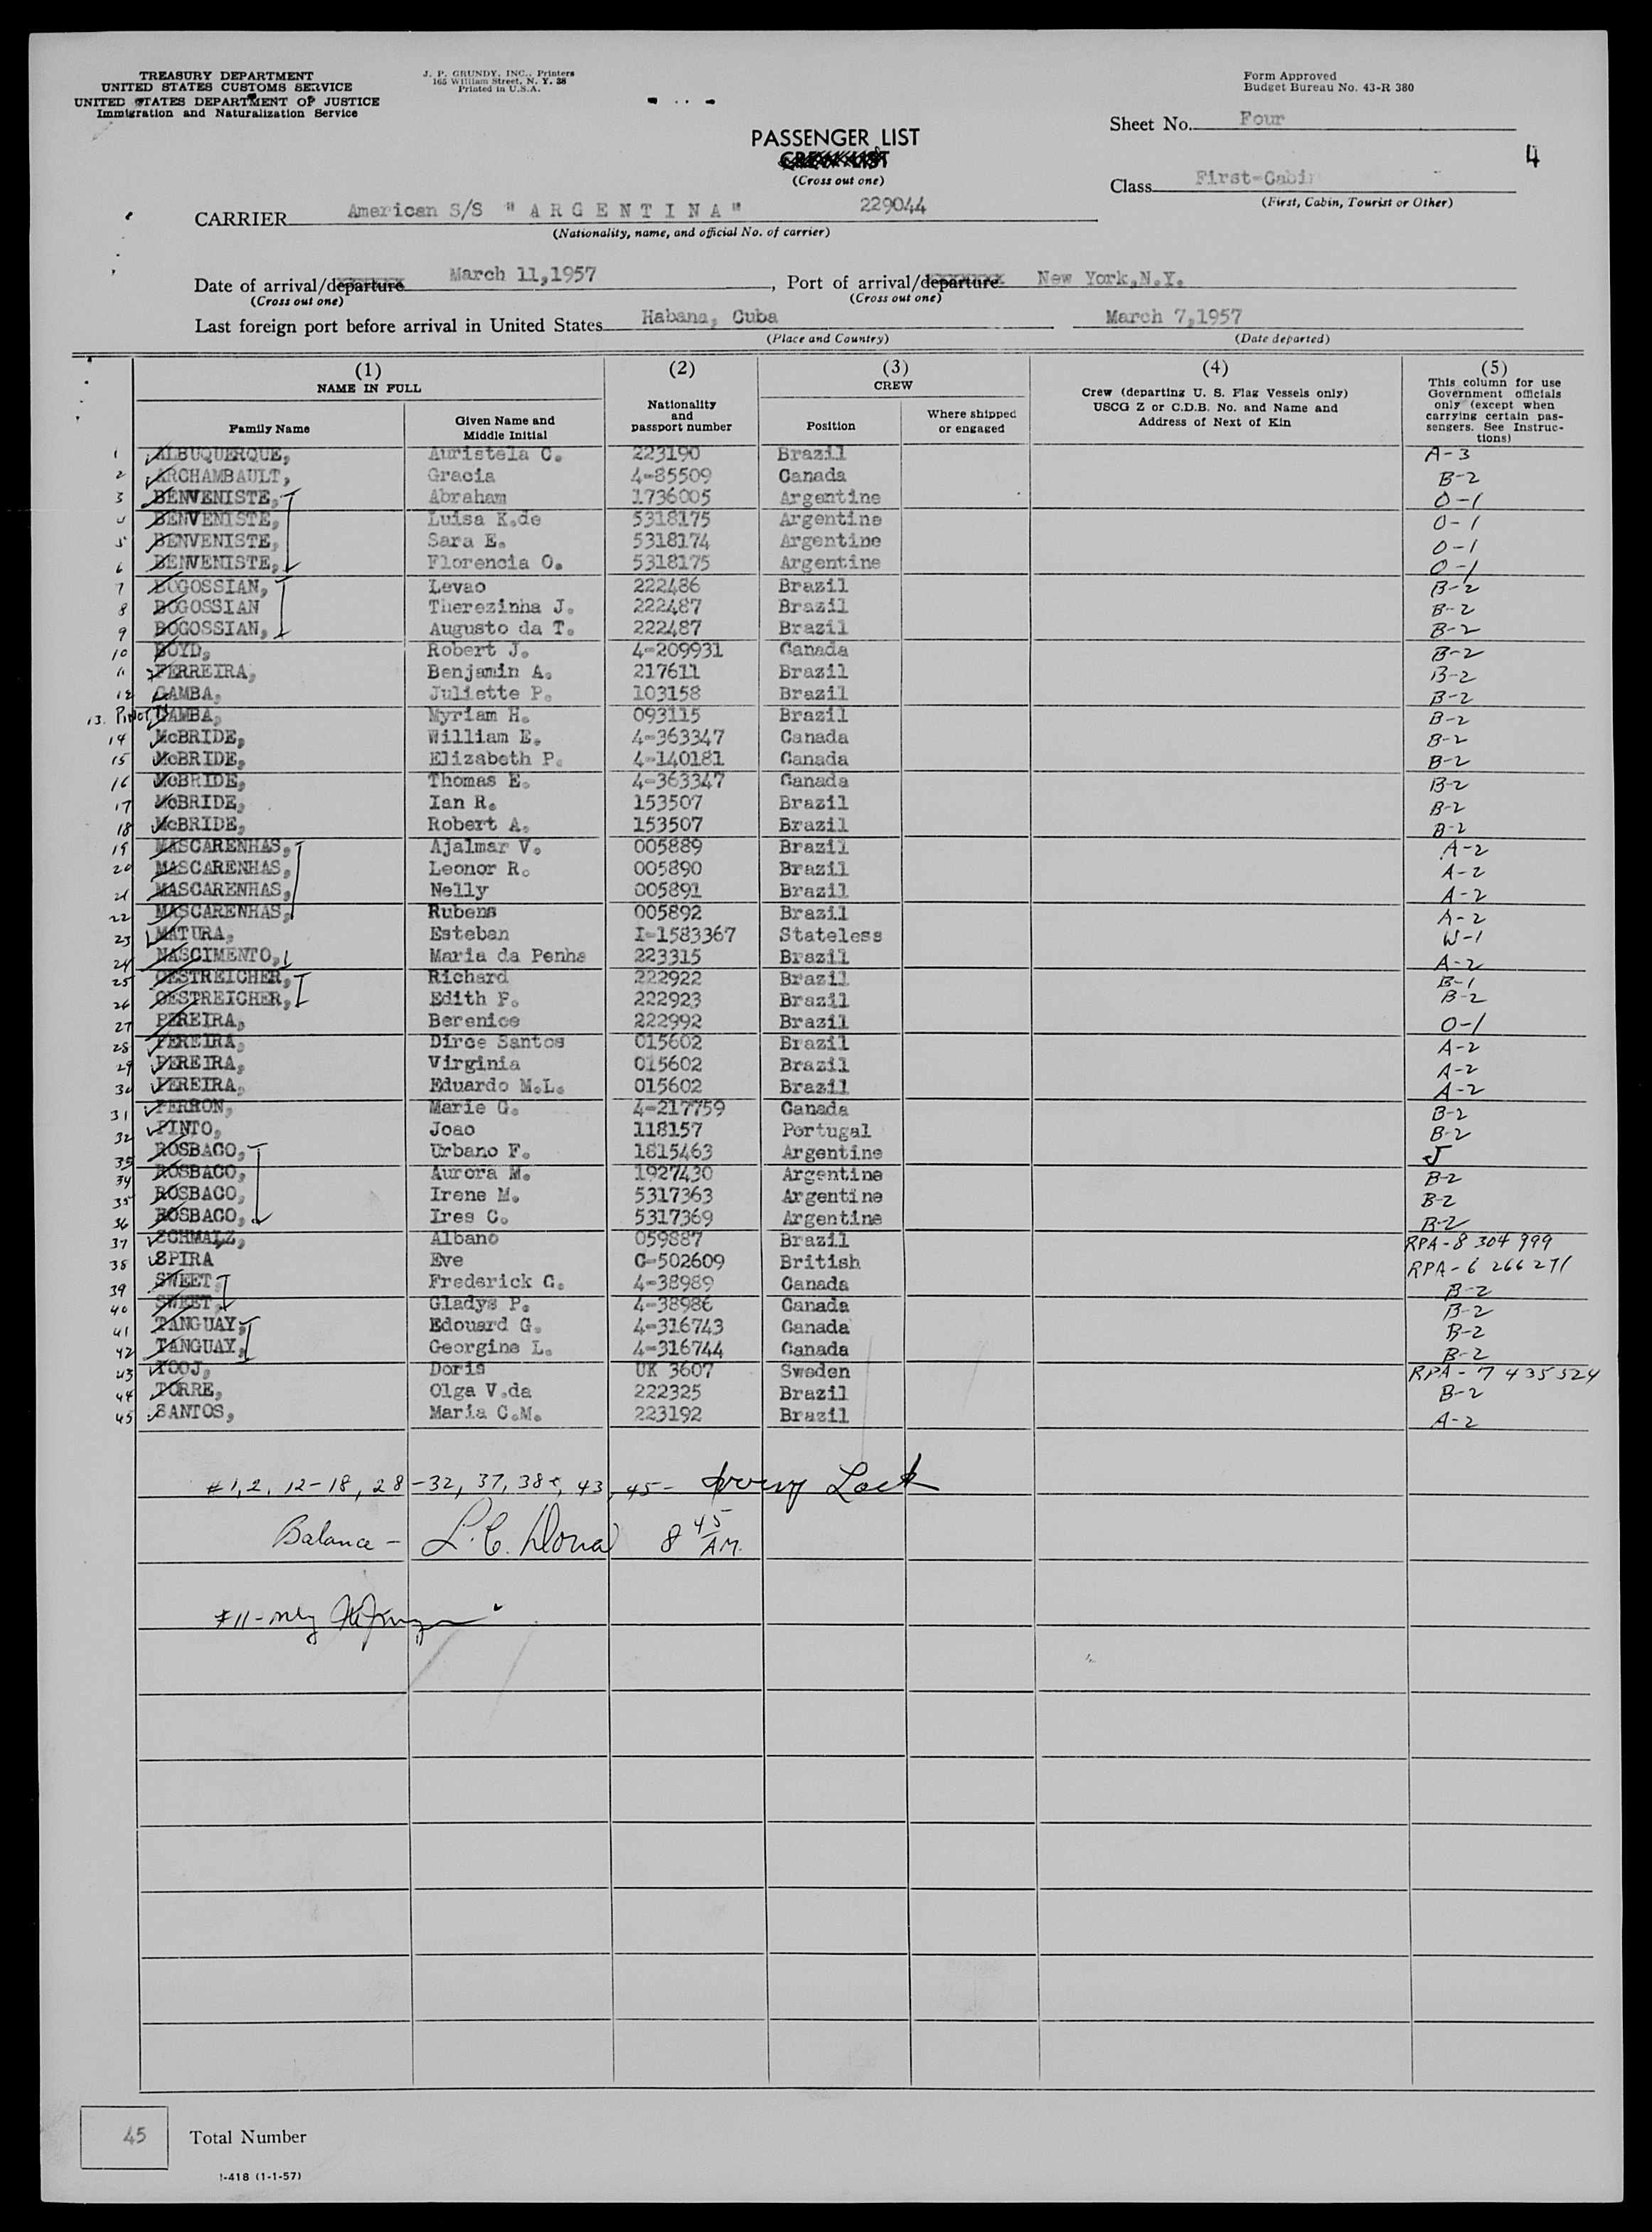 TREASURY DEPARTMENT
UNITED STATES CUSTOMS SERVICE
UNITED STATES DEPARTMENT OF JUSTICE
Immigration and Naturalization Service
J. P. GRUNDY, INC., Printers
165 William Street, N. Y. 38
Printed in U.S.A.
Form Approved
Budget Bureau No. 43-R 380
Sheet No. Four
4
PASSENGER LIST
CREW LIST
(Cross out one)
Class First-Cabin
(First, Cabin, Tourist or Other)
CARRIER American S/S "ARGENTINA" 229044
(Nationality, name, and official No. of carrier)
Date of arrival/departure March 11,1957, Port of arrival/departure New York,N.Y.
(Cross out one) (Cross out one)
Last foreign port before arrival in United States Habana, Cuba March 7,1957
(Place and Country) (Date departed)
(1) (2) (3) (4) (5)
NAME IN FULL
Family Name
Given Name and Middle Initial
Nationality and passport number
CREW
Position
Where shipped or engaged
Crew (departing U. S. Flag Vessels only)
USCG Z or C.D.B. No. and Name and
Address of Next of Kin
This column for use
Government officials
only (except when
carrying certain pas-
sengers. See Instruc-
tions)
1 ALBUQUERQUE, Auristela C. 223190 Brazil A-3
2 ARCHAMBAULT, Gracia 4-85509 Canada B-2
3 BENVENISTE, Abraham 1736005 Argentine O-1
4 BENVENISTE, Luisa K.de 5318175 Argentine O-1
5 BENVENISTE, Sara E. 5318174 Argentine O-1
6 BENVENISTE, Florencia O. 5318175 Argentine O-1
7 BOGOSSIAN, Levao 222486 Brazil B-2
8 BOGOSSIAN Therezinha J. 222487 Brazil B-2
9 BOGOSSIAN, Augusto da T. 222487 Brazil B-2
10 BOYD, Robert J. 4-209931 Canada B-2
11 FERREIRA, Benjamin A. 217611 Brazil B-2
12 GAMBA, Juliette P. 103158 Brazil B-2
13. GAMBA, Myriam H. 093115 Brazil B-2
14 McBRIDE, William E. 4-363347 Canada B-2
15 McBRIDE, Elizabeth P. 4-140181 Canada B-2
16 McBRIDE, Thomas E. 4-363347 Canada B-2
17 McBRIDE, Ian R. 153507 Brazil B-2
18 McBRIDE, Robert A. 153507 Brazil B-2
19 MASCARENHAS, Ajalmar V. 005889 Brazil A-2
20 MASCARENHAS, Leonor R. 005890 Brazil A-2
21 MASCARENHAS, Nelly 005891 Brazil A-2
22 MASCARENHAS, Rubens 005892 Brazil A-2
23 MATURA, Esteban I-1583367 Stateless W-1
24 NASCIMENTO, Maria da Penha 223315 Brazil A-2
25 OESTREICHER, Richard 222922 Brazil B-1
26 OESTREICHER, Edith F. 222923 Brazil B-2
27 PEREIRA, Berenice 222992 Brazil O-1
28 PEREIRA, Dirce Santos 015602 Brazil A-2
29 PEREIRA, Virginia 015602 Brazil A-2
30 PEREIRA, Eduardo M.L. 015602 Brazil A-2
31 PERRON, Marie G. 4-217759 Canada B-2
32 PINTO, Joao 118157 Portugal B-2
33 ROSBACO, Urbano F. 1815463 Argentine J
34 ROSBACO, Aurora M. 1927430 Argentine B-2
35 ROSBACO, Irene M. 5317363 Argentine B-2
36 ROSBACO, Ires C. 5317369 Argentine B-2
37 SCHMALZ, Albano 059887 Brazil RPA-8 304 999
38 SPIRA Eve C-502609 British RPA-6 266 271
39 SWEET Frederick G. 4-38989 Canada B-2
40 SWEET, Gladys P. 4-38986 Canada B-2
41 TANGUAY, Edouard G. 4-316743 Canada B-2
42 TANGUAY, Georgine L. 4-316744 Canada B-2
43 TOOJ, Doris UK 3607 Sweden RPA-7 435 524
44 TORRE, Olga V.da 222325 Brazil B-2
45 SANTOS, Maria C.M. 223192 Brazil A-2
#1,2, 12-18, 28-32, 37, 38, 43, 45-
Balance - 8 45 AM.
#11-
45 Total Number
I-418 (1-1-57)